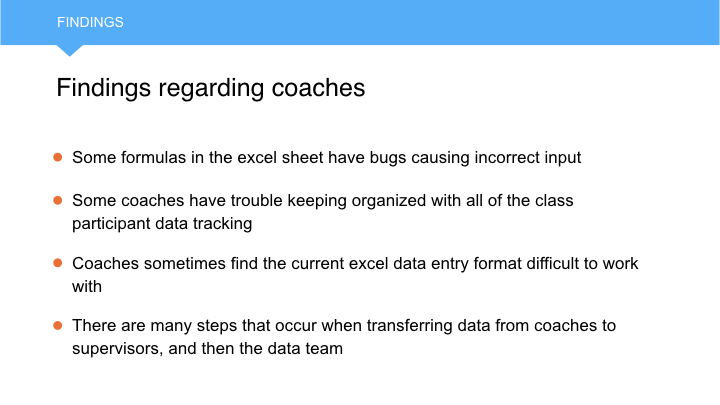 FINDINGS
Findings regarding coaches
Some formulas in the excel sheet have bugs causing incorrect input
Some coaches have trouble keeping organized with all of the class
participant data tracking
Coaches sometimes find the current excel data entry format difficult to work
with
There are many steps that occur when transferring data from coaches to
supervisors, and then the data team